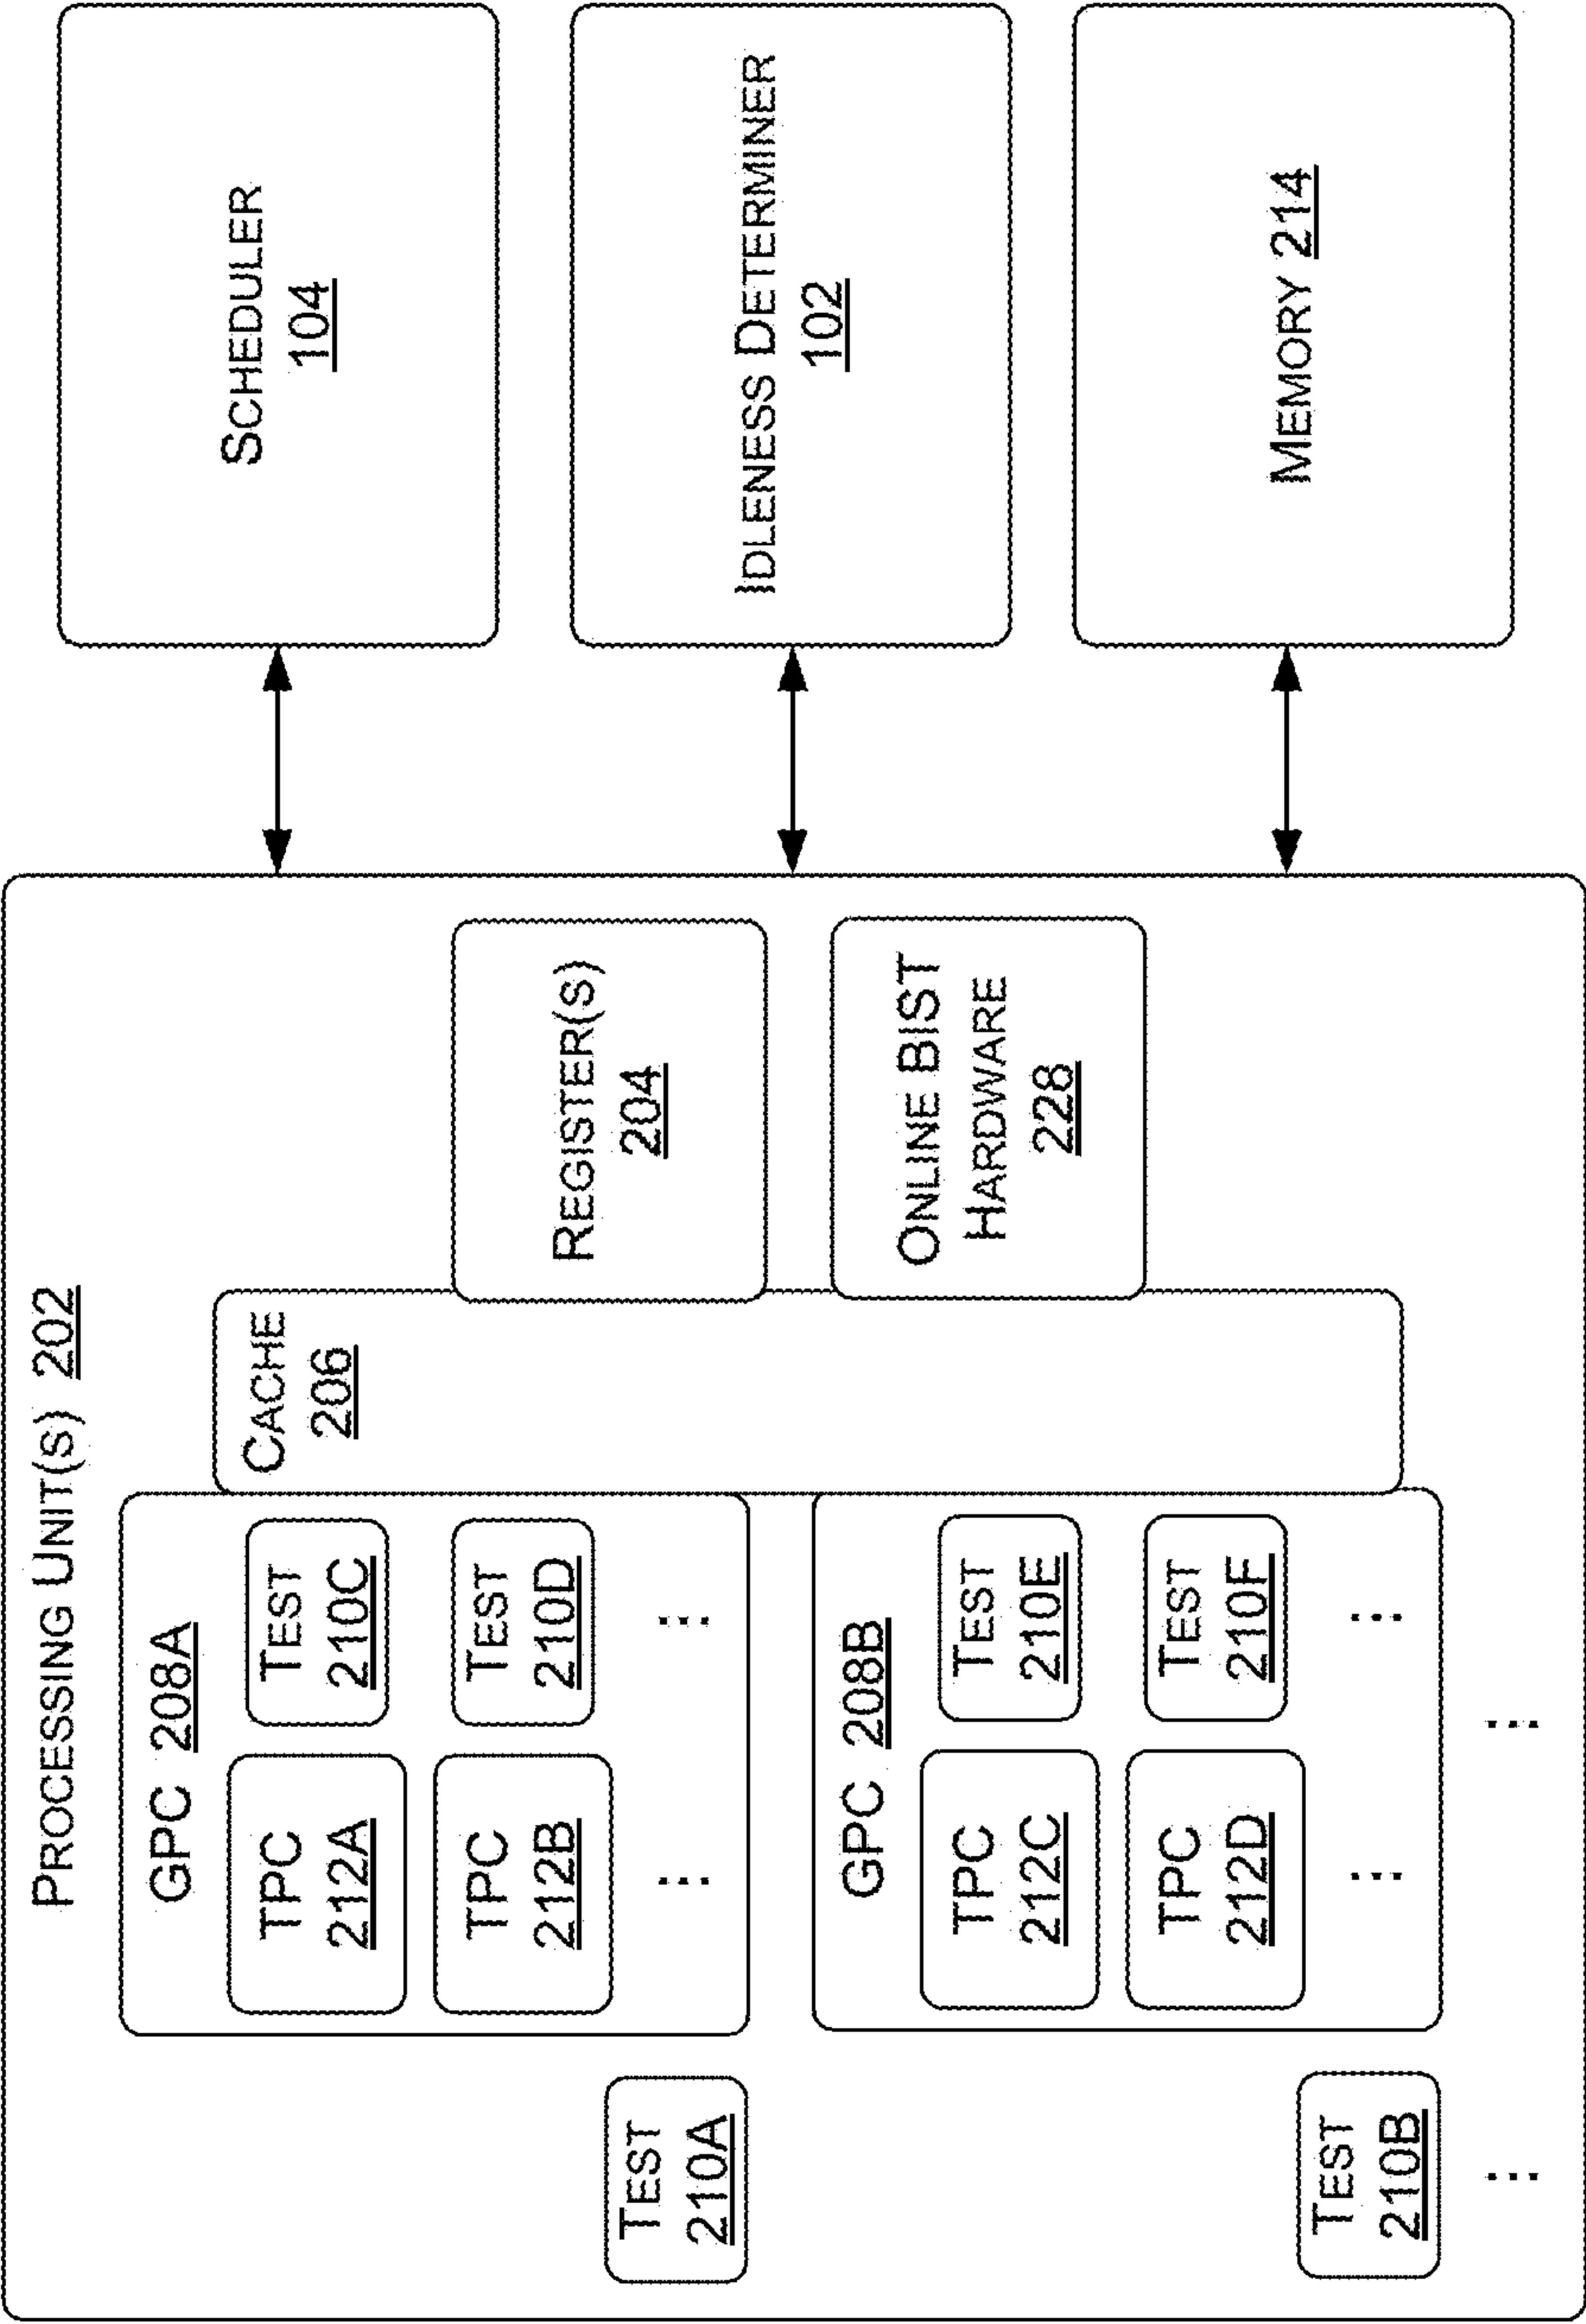 PROCESSING UNIT(S) 202
GPC 208A
TPC
212A
TEST
210C
TPC
212B
TEST
210D
...
...
TEST
210A
GPC 208B
TPC
212C
TEST
210E
TPC
212D
TEST
210F
...
...
TEST
210B
...
...
CACHE
206
REGISTER(S)
204
ONLINE BIST
HARDWARE
228
SCHEDULER
104
IDLENESS DETERMINER
102
MEMORY 214